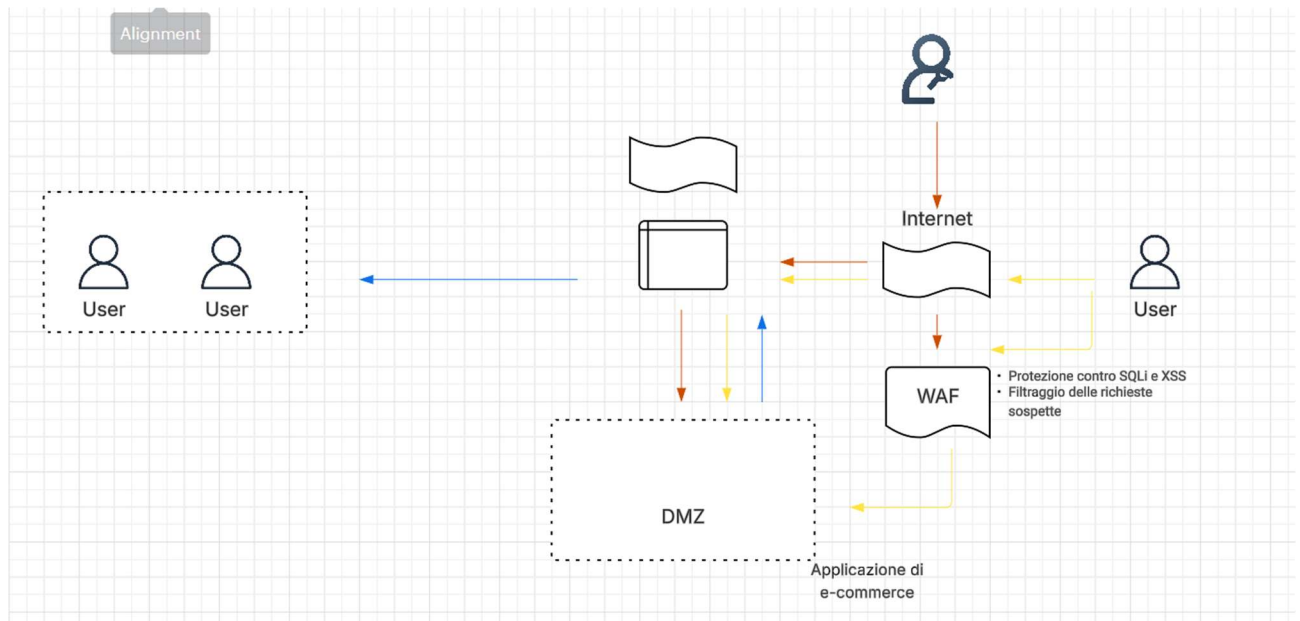 Alignment
Internet
User
User
User
WAF
• Protezione contro SQLi e XSS
• Filtraggio delle richieste
sospette
DMZ
Applicazione di
e-commerce